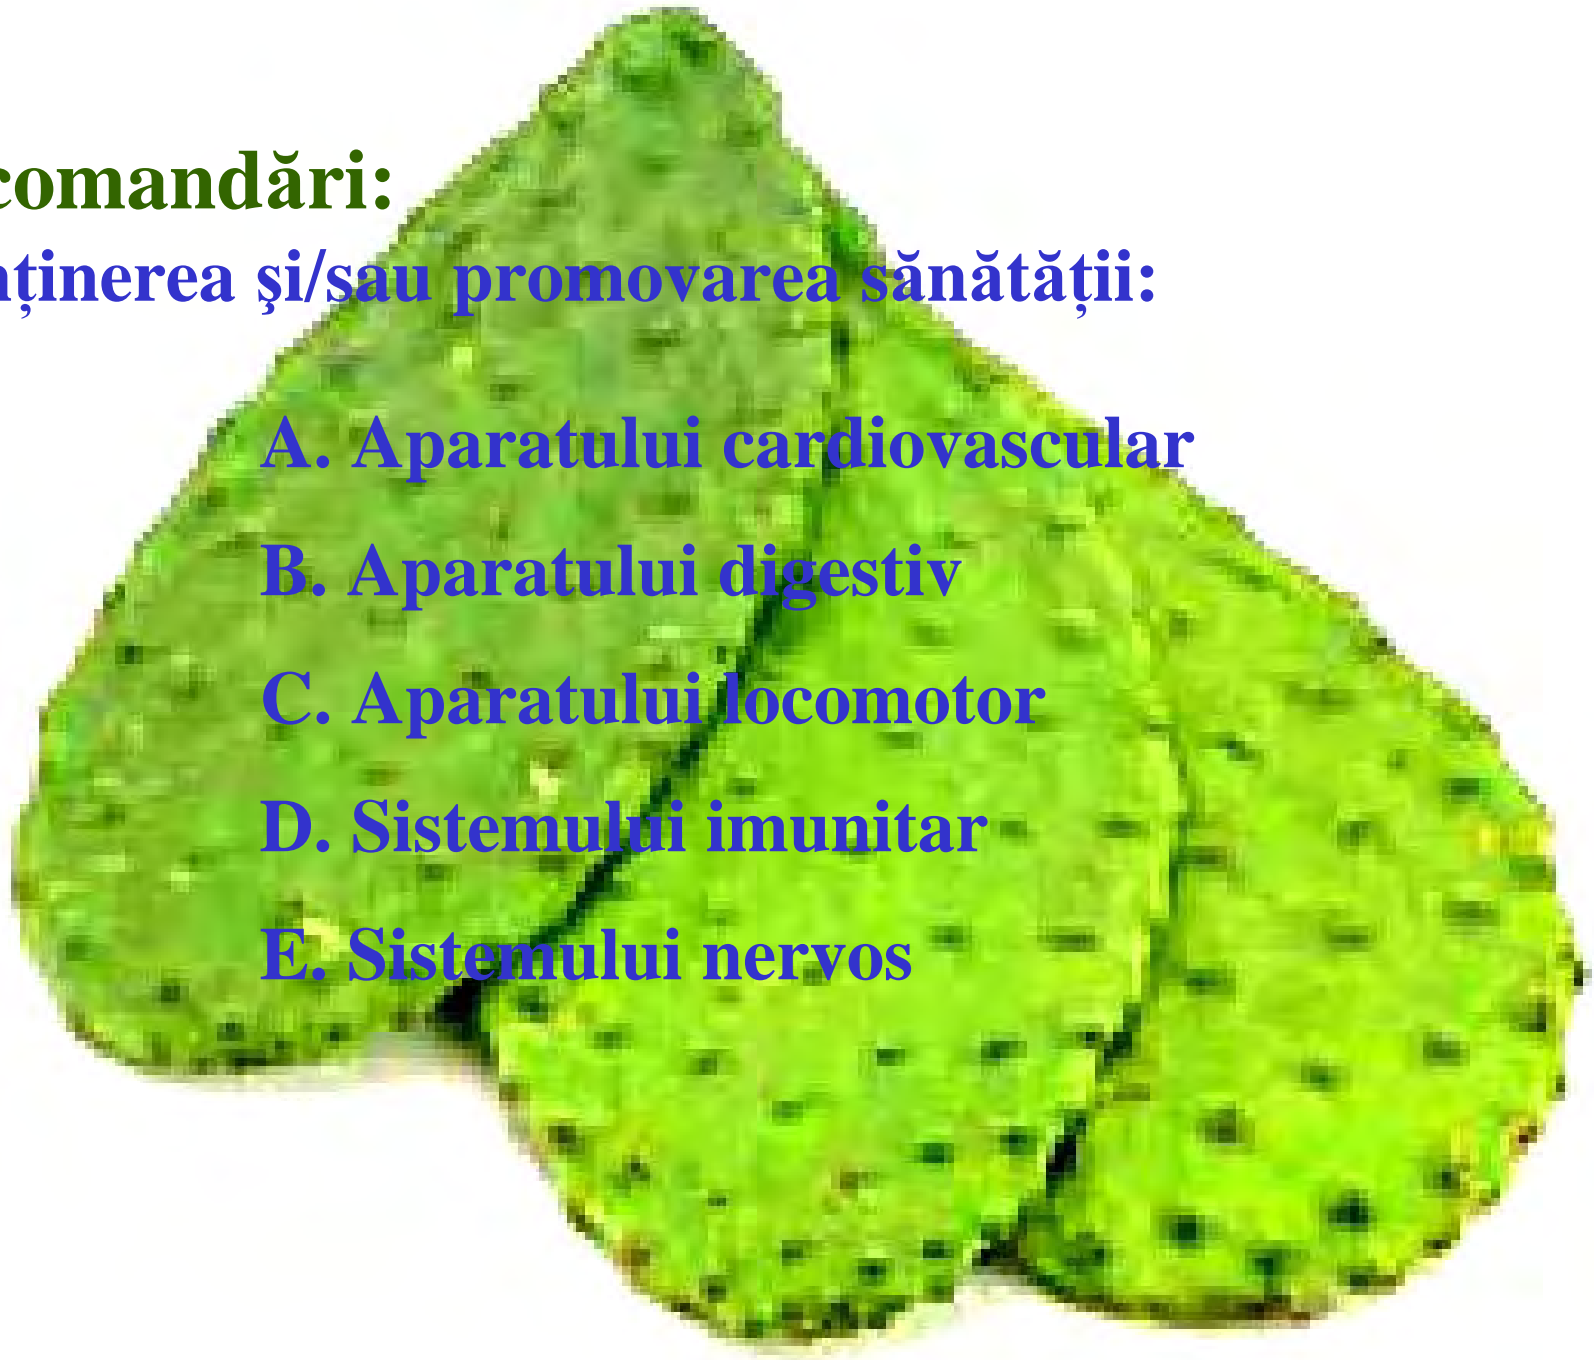 comandări:
ținerea şi/sau promovarea sănătății:
A. Aparatului cardiovascular
B. Aparatului digestiv
C. Aparatului locomotor
D. Sistemului imunitar
E. Sistemului nervos